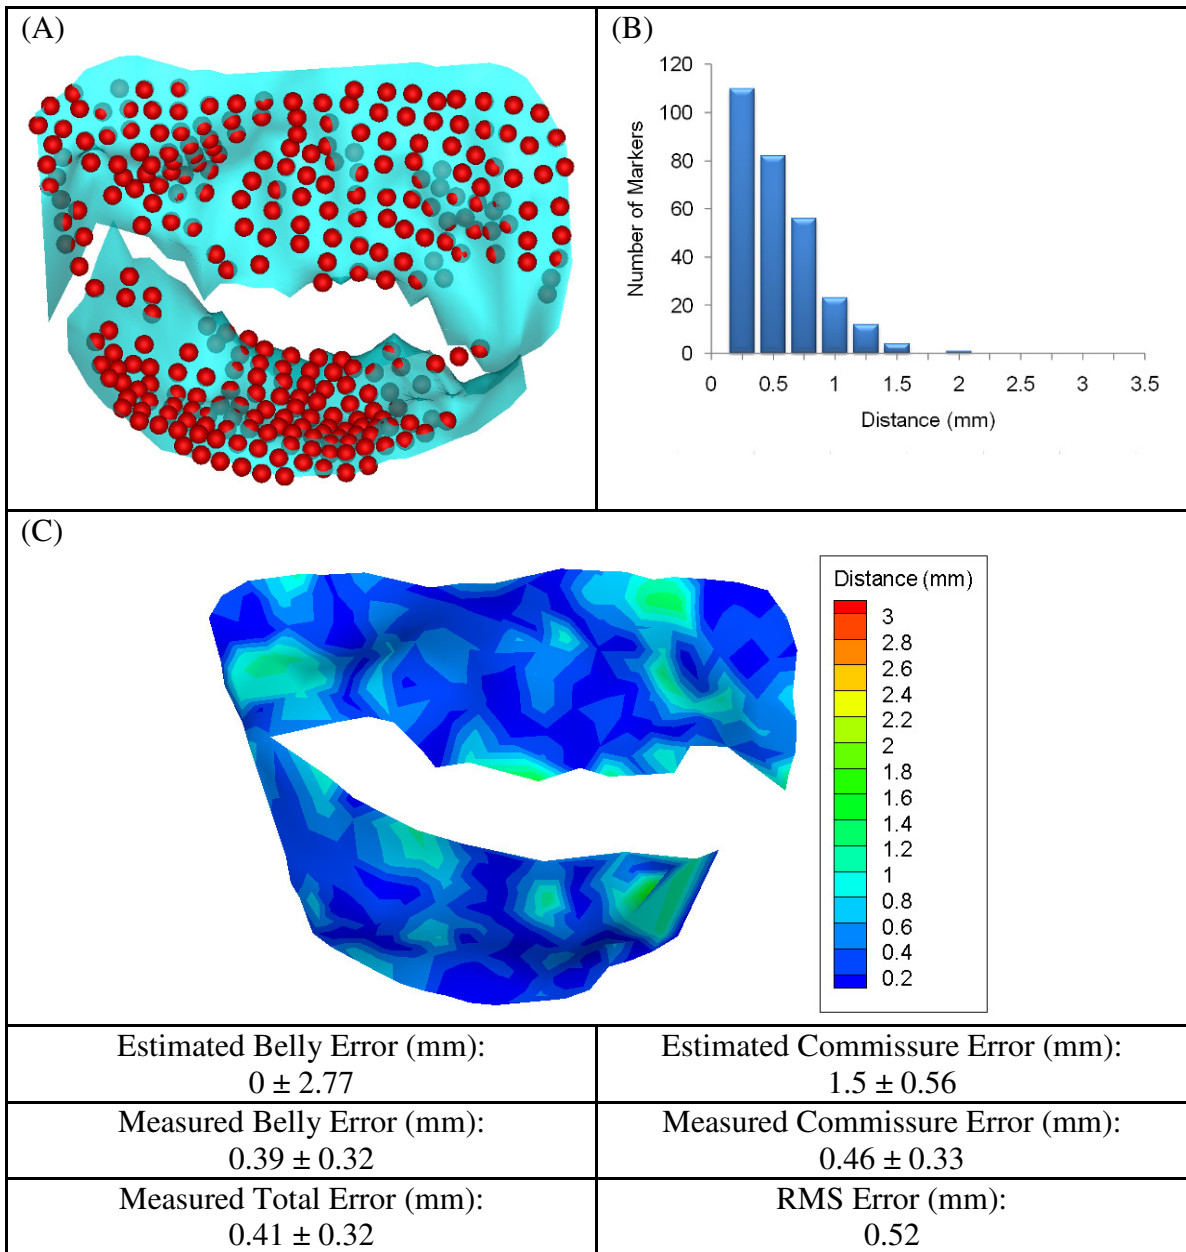 (A)
(B)
120
100
80
60
40
20
0
Number of Markers
0 0.5 1 1.5 2 2.5 3 3.5
Distance (mm)
(C)
Distance (mm)
3
2.8
2.6
2.4
2.2
2
1.8
1.6
1.4
1.2
1
0.8
0.6
0.4
0.2
Estimated Belly Error (mm):
0 ± 2.77
Estimated Commissure Error (mm):
1.5 ± 0.56
Measured Belly Error (mm):
0.39 ± 0.32
Measured Commissure Error (mm):
0.46 ± 0.33
Measured Total Error (mm):
0.41 ± 0.32
RMS Error (mm):
0.52